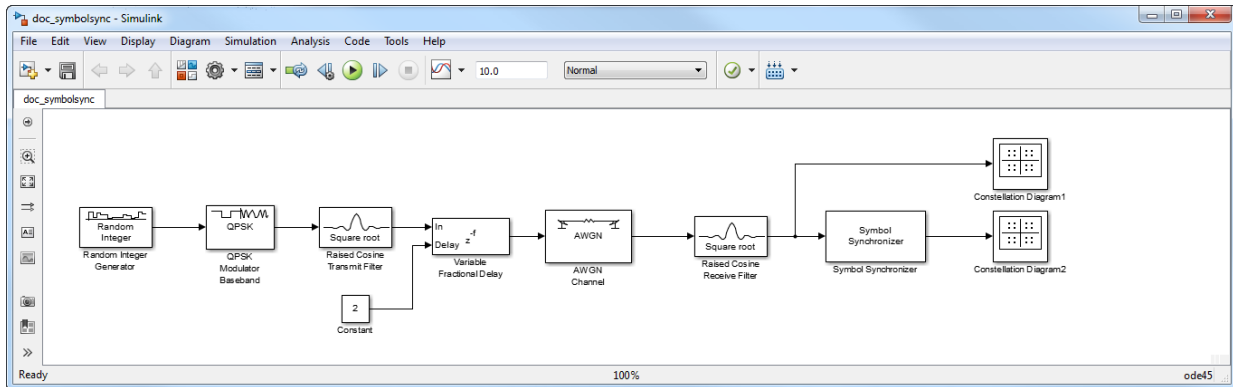 doc_symbolsync - Simulink
File Edit View Display Diagram Simulation Analysis Code Tools Help
10.0
Normal
doc_symbolsync
Random
Integer
Random Integer
Generator
QPSK
QPSK
Modulator
Baseband
Square root
Raised Cosine
Transmit Filter
In
Delay
z
-f
Variable
Fractional Delay
2
Constant
AWGN
AWGN
Channel
Square root
Raised Cosine
Receive Filter
Symbol
Synchronizer
Symbol Synchronizer
Constellation Diagram1
Constellation Diagram2
Ready
100%
ode45